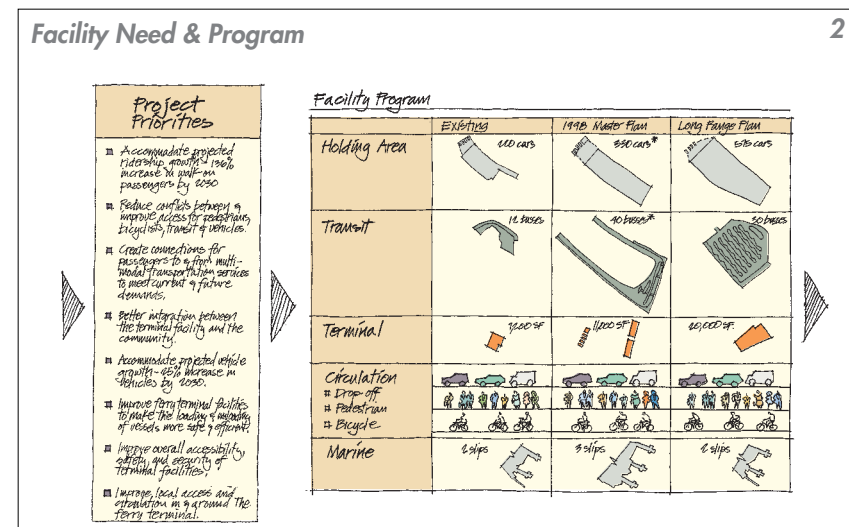 Facility Need & Program
2
Project
Priorities
Accommodate projected
ridership growth - 136%
increase in walk-on
passengers by 2030
Reduce conflicts between &
improve access for pedestrians,
bicyclists, transit & vehicles.
Create connections for
passengers to & from multi-
modal transportation services
to meet current & future
demands.
Better integration between
the terminal facility and the
community.
Accommodate projected vehicle
growth - % increase in
vehicles by 2030.
Improve ferry terminal facilities
to make the loading & unloading
of vessels more safe & efficient.
Improve overall accessibility,
safety, and security of
terminal facilities.
Improve local access and
circulation in & around the
ferry terminal.
Facility Program
Existing 1998 Master Plan Long Range Plan
Holding Area cars 550 cars* 575 cars
Transit 12 buses 40 buses* 30 buses
Terminal SF 11,000 SF 20,000 SF.
Circulation
Drop off
Pedestrian
Bicycle
Marine 2 slips 3 slips 2 slips